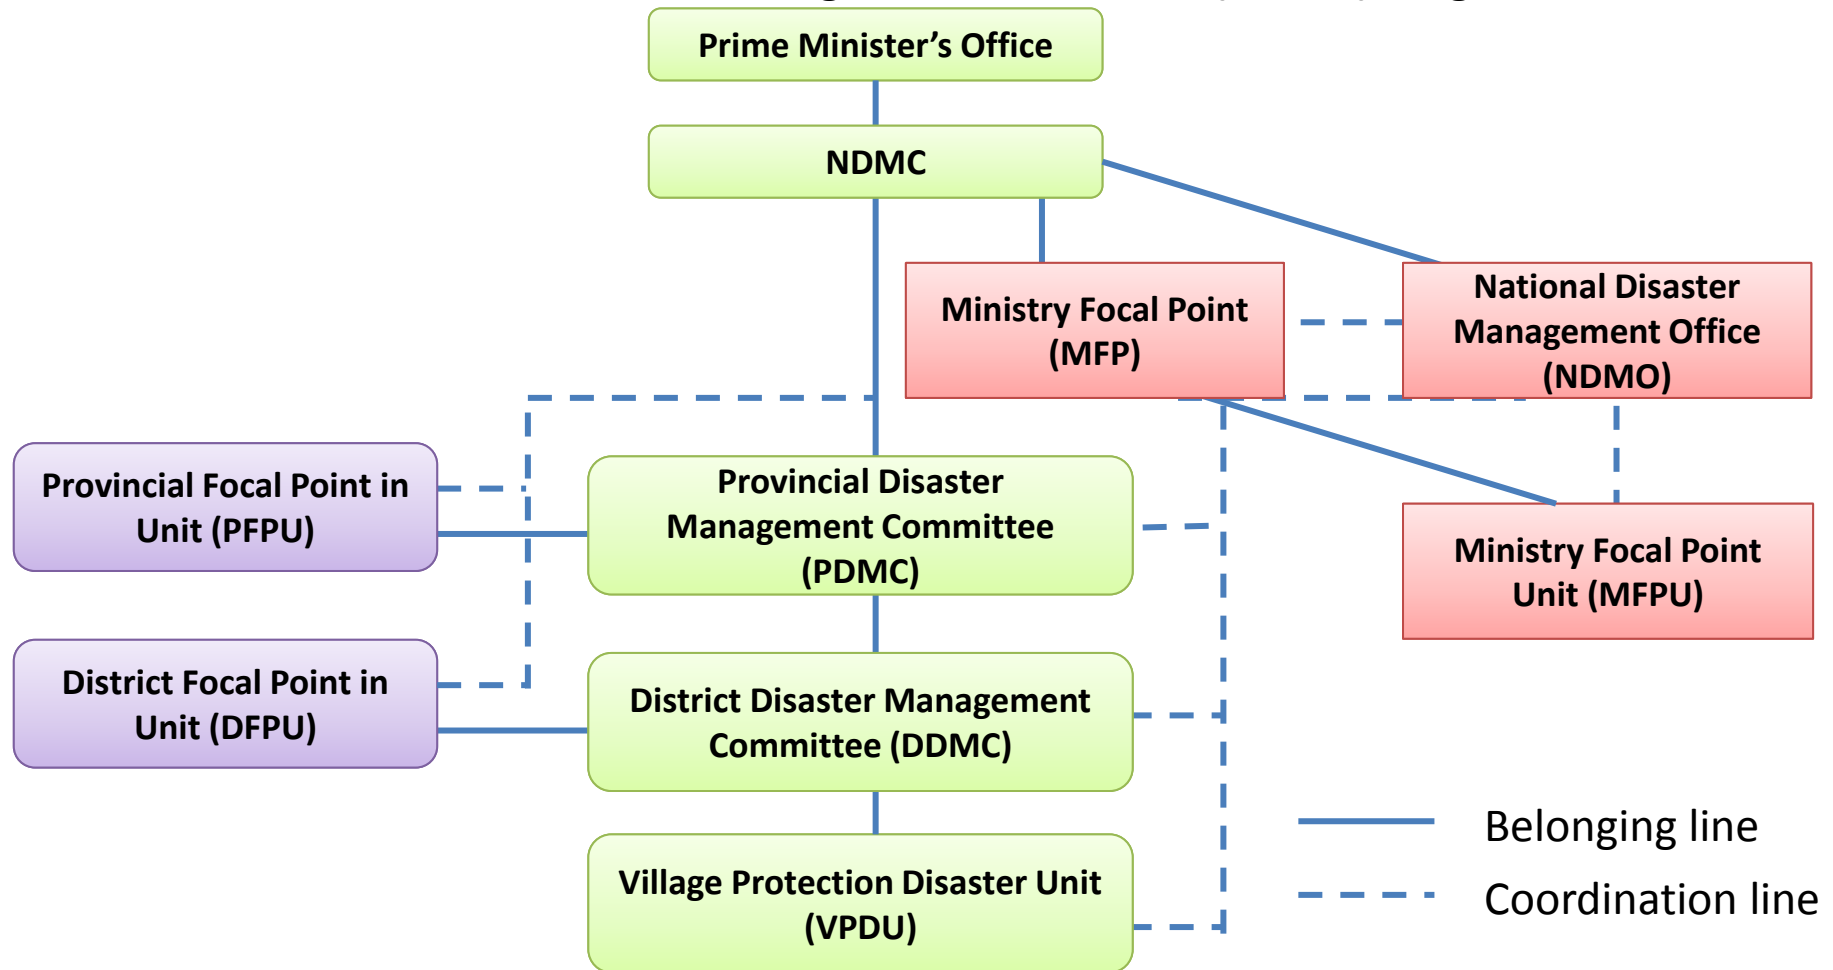 Prime Minister's Office
NDMC
Ministry Focal Point
(MFP)
National Disaster
Management Office
(NDMO)
Provincial Focal Point in
Unit (PFPU)
Provincial Disaster
Management Committee
(PDMC)
Ministry Focal Point
Unit (MFPU)
District Focal Point in
Unit (DFPU)
District Disaster Management
Committee (DDMC)
Village Protection Disaster Unit
(VPDU)
Belonging line
Coordination line